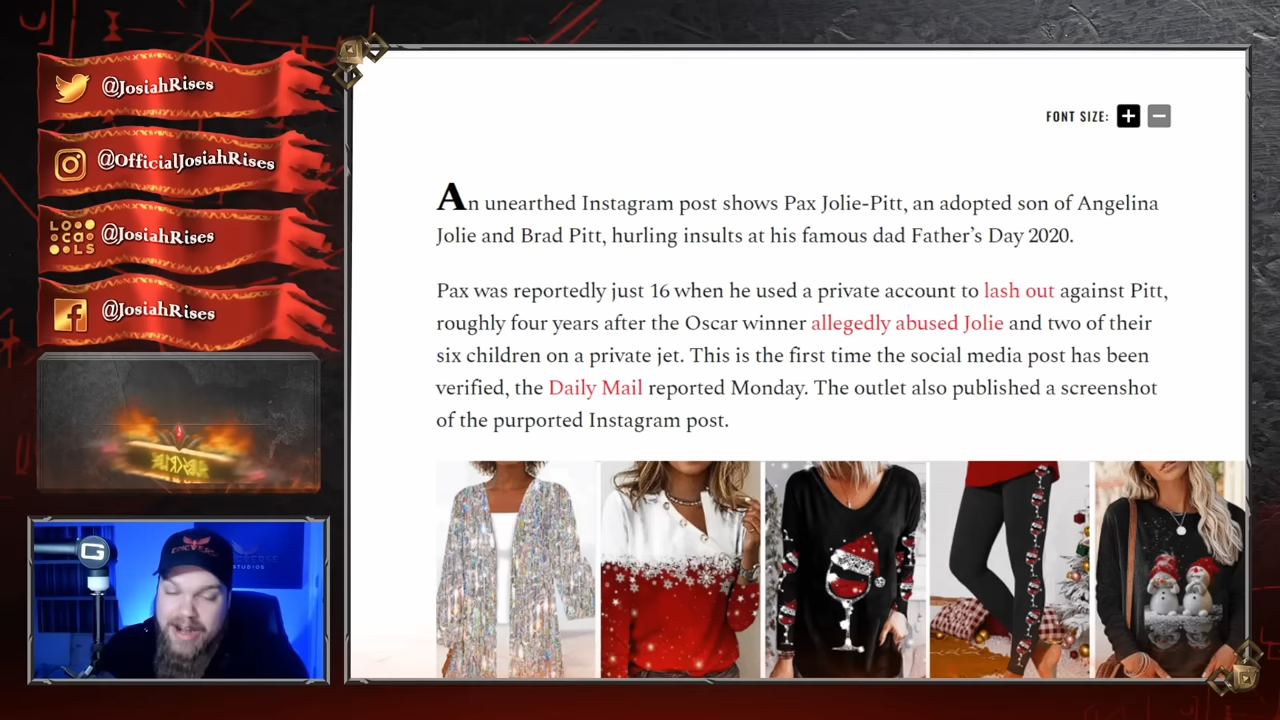 @JosiahRises
@OfficialJosiahRises
LOCALS
@JosiahRises
@JosiahRises
FONT SIZE: + −
An unearthed Instagram post shows Pax Jolie-Pitt, an adopted son of Angelina
Jolie and Brad Pitt, hurling insults at his famous dad Father’s Day 2020.
Pax was reportedly just 16 when he used a private account to lash out against Pitt,
roughly four years after the Oscar winner allegedly abused Jolie and two of their
six children on a private jet. This is the first time the social media post has been
verified, the Daily Mail reported Monday. The outlet also published a screenshot
of the purported Instagram post.
G
STUDIOS